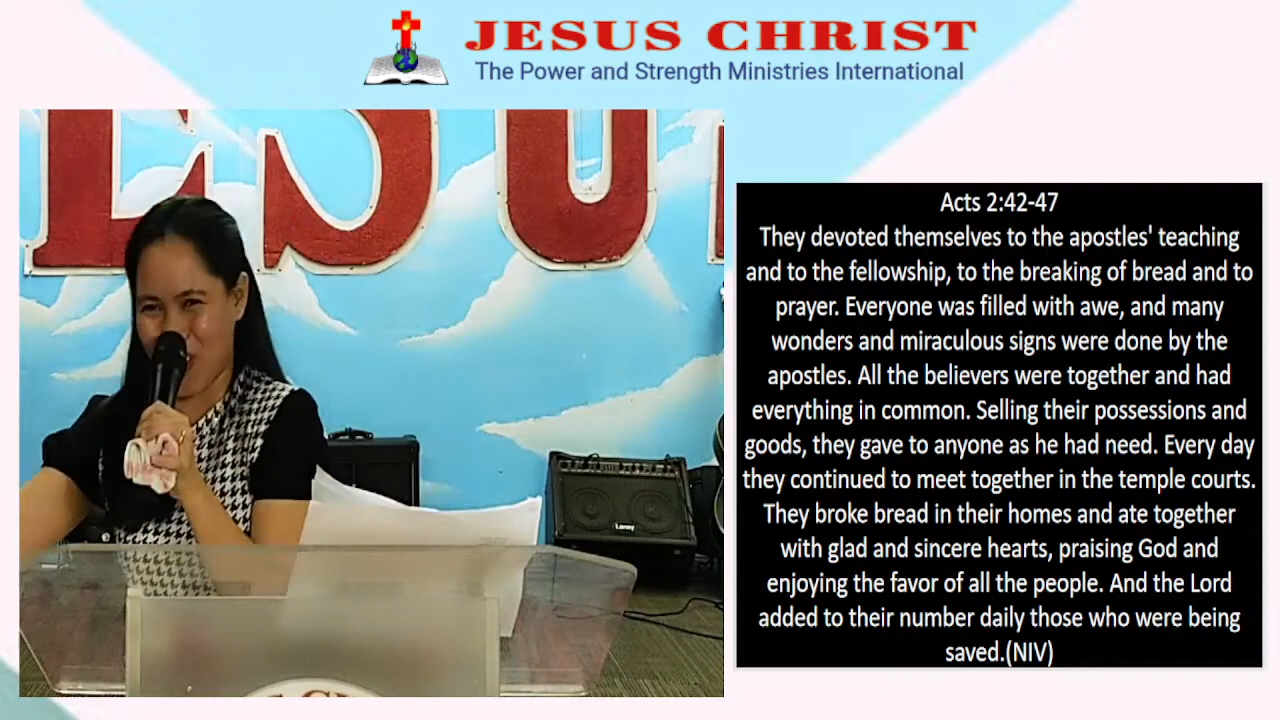 JESUS CHRIST
The Power and Strength Ministries International
ESU
Acts 2:42-47
They devoted themselves to the apostles' teaching
and to the fellowship, to the breaking of bread and to
prayer. Everyone was filled with awe, and many
wonders and miraculous signs were done by the
apostles. All the believers were together and had
everything in common. Selling their possessions and
goods, they gave to anyone as he had need. Every day
they continued to meet together in the temple courts.
They broke bread in their homes and ate together
with glad and sincere hearts, praising God and
enjoying the favor of all the people. And the Lord
added to their number daily those who were being
saved.(NIV)
Laney